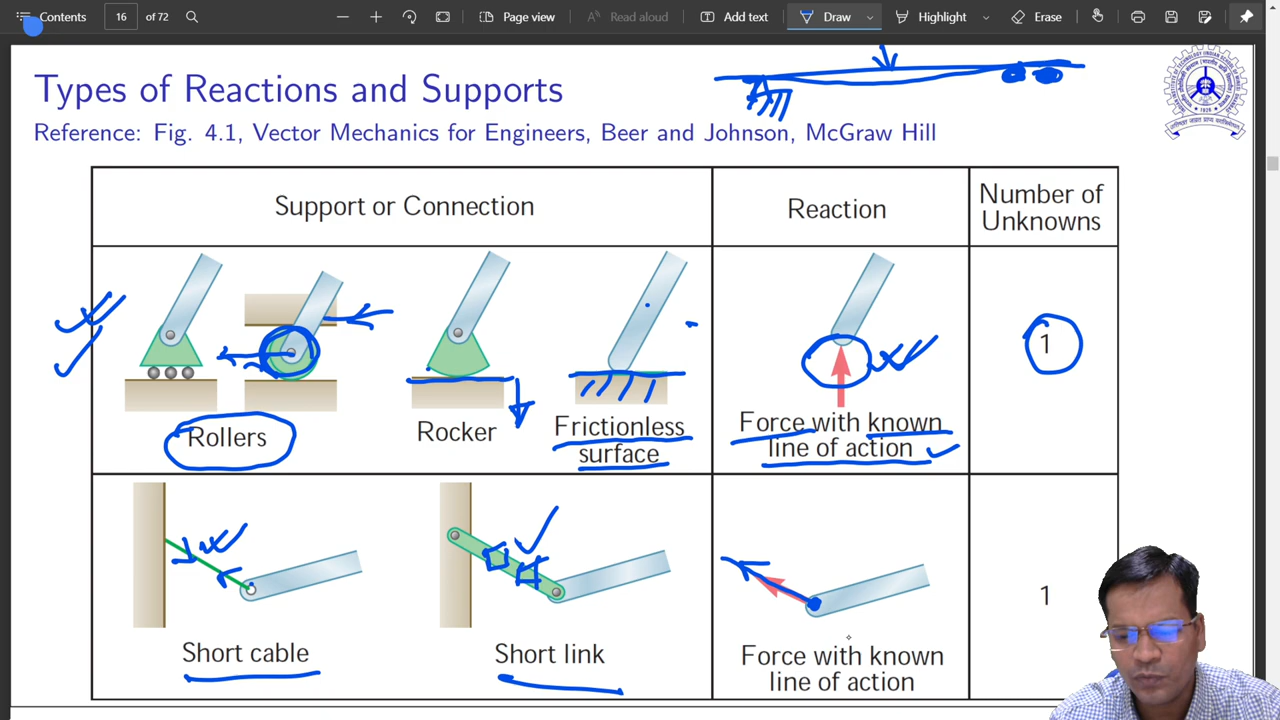 Contents
16
of 72
Page view
Read aloud
Add text
Draw
Highlight
Erase
Types of Reactions and Supports
Reference: Fig. 4.1, Vector Mechanics for Engineers, Beer and Johnson, McGraw Hill
Support or Connection
Reaction
Number of
Unknowns
Rollers
Rocker
Frictionless
surface
Force with known
line of action
1
Short cable
Short link
Force with known
line of action
1